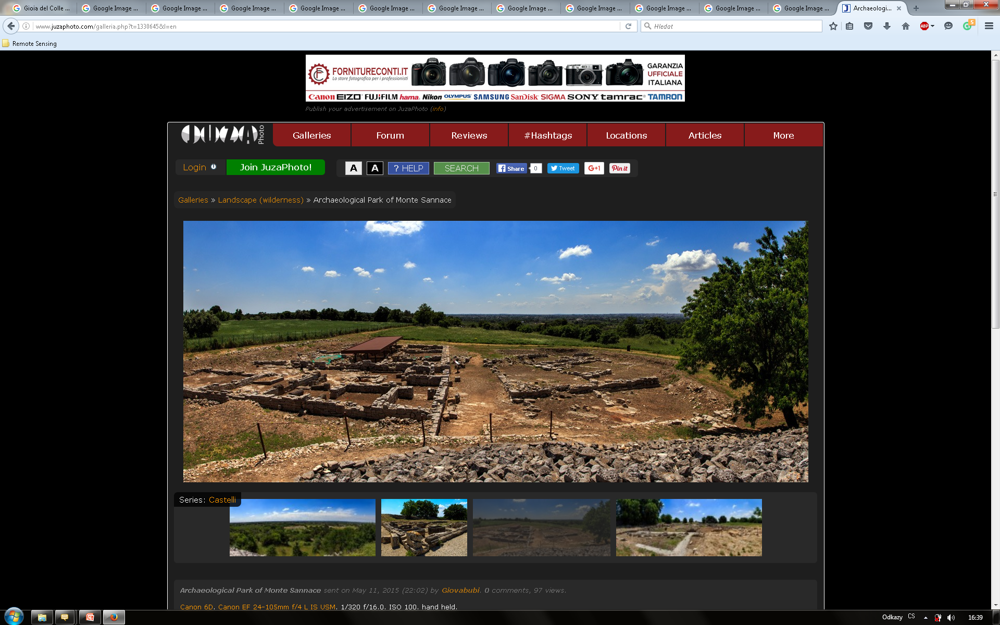 Gioia del Colle ...
Google Image ...
Google Image ...
Google Image ...
Google Image ...
Google Image ...
Google Image ...
Google Image ...
Google Image ...
Google Image ...
Google Image ...
Google Image ...
Archaeologi...
www.juzaphoto.com/galleria.php?t=1330645&l=en
Hledat
ABP
5
Remote Sensing
FORNITURECONTI.IT
Lo store fotografico per i professionisti
GARANZIA
UFFICIALE
ITALIANA
Canon EIZO FUJIFILM hama. Nikon OLYMPUS SAMSUNG SanDisk SIGMA SONY tamrac TAMRON
Publish your advertisement on JuzaPhoto (info)
JUZA Photo
Galleries
Forum
Reviews
#Hashtags
Locations
Articles
More
Login
Join JuzaPhoto!
A
A
? HELP
SEARCH
Share
0
Tweet
G+1
Pin it
Galleries » Landscape (wilderness) » Archaeological Park of Monte Sannace
Series: Castelli
Archaeological Park of Monte Sannace sent on May 11, 2015 (22:02) by Giovabubi. 0 comments, 97 views.
Canon 6D, Canon EF 24-105mm f/4 L IS USM, 1/320 f/16.0, ISO 100, hand held.
Odkazy
CS
16:39